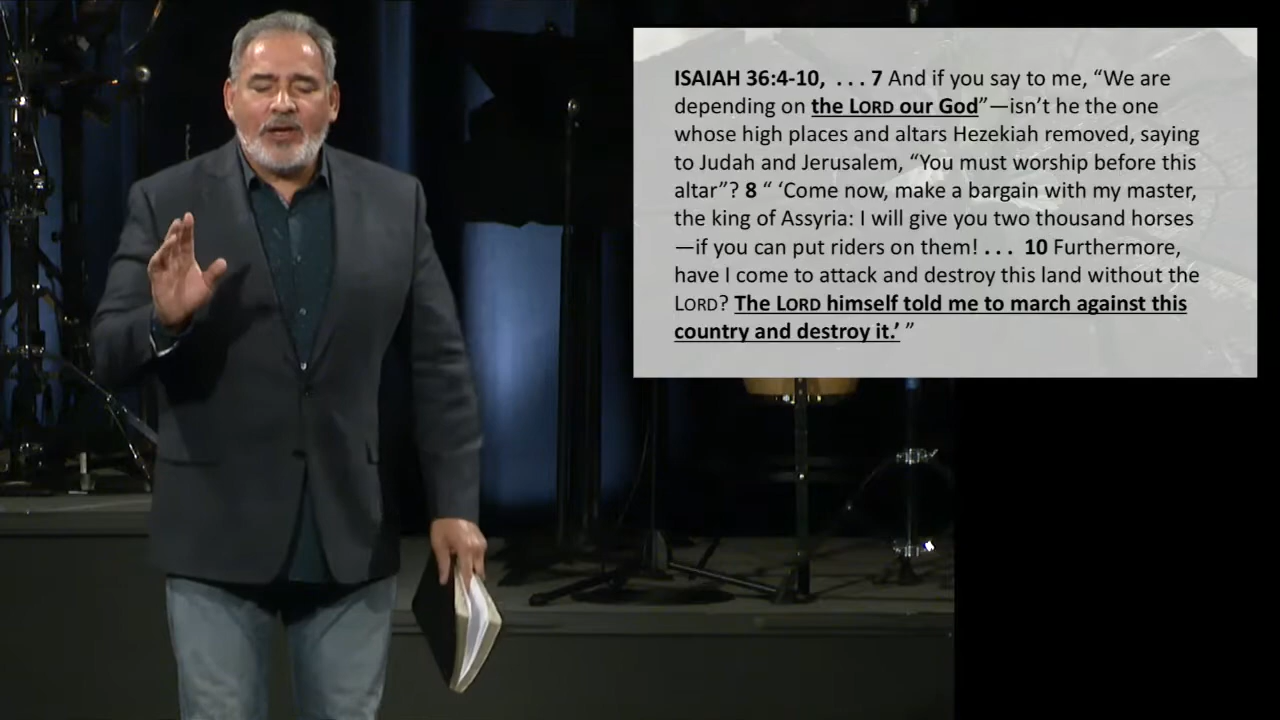 ISAIAH 36:4-10, . . . 7 And if you say to me, “We are
depending on the LORD our God”—isn’t he the one
whose high places and altars Hezekiah removed, saying
to Judah and Jerusalem, “You must worship before this
altar”? 8 “ ‘Come now, make a bargain with my master,
the king of Assyria: I will give you two thousand horses
—if you can put riders on them! . . . 10 Furthermore,
have I come to attack and destroy this land without the
LORD? The LORD himself told me to march against this
country and destroy it.’ ”